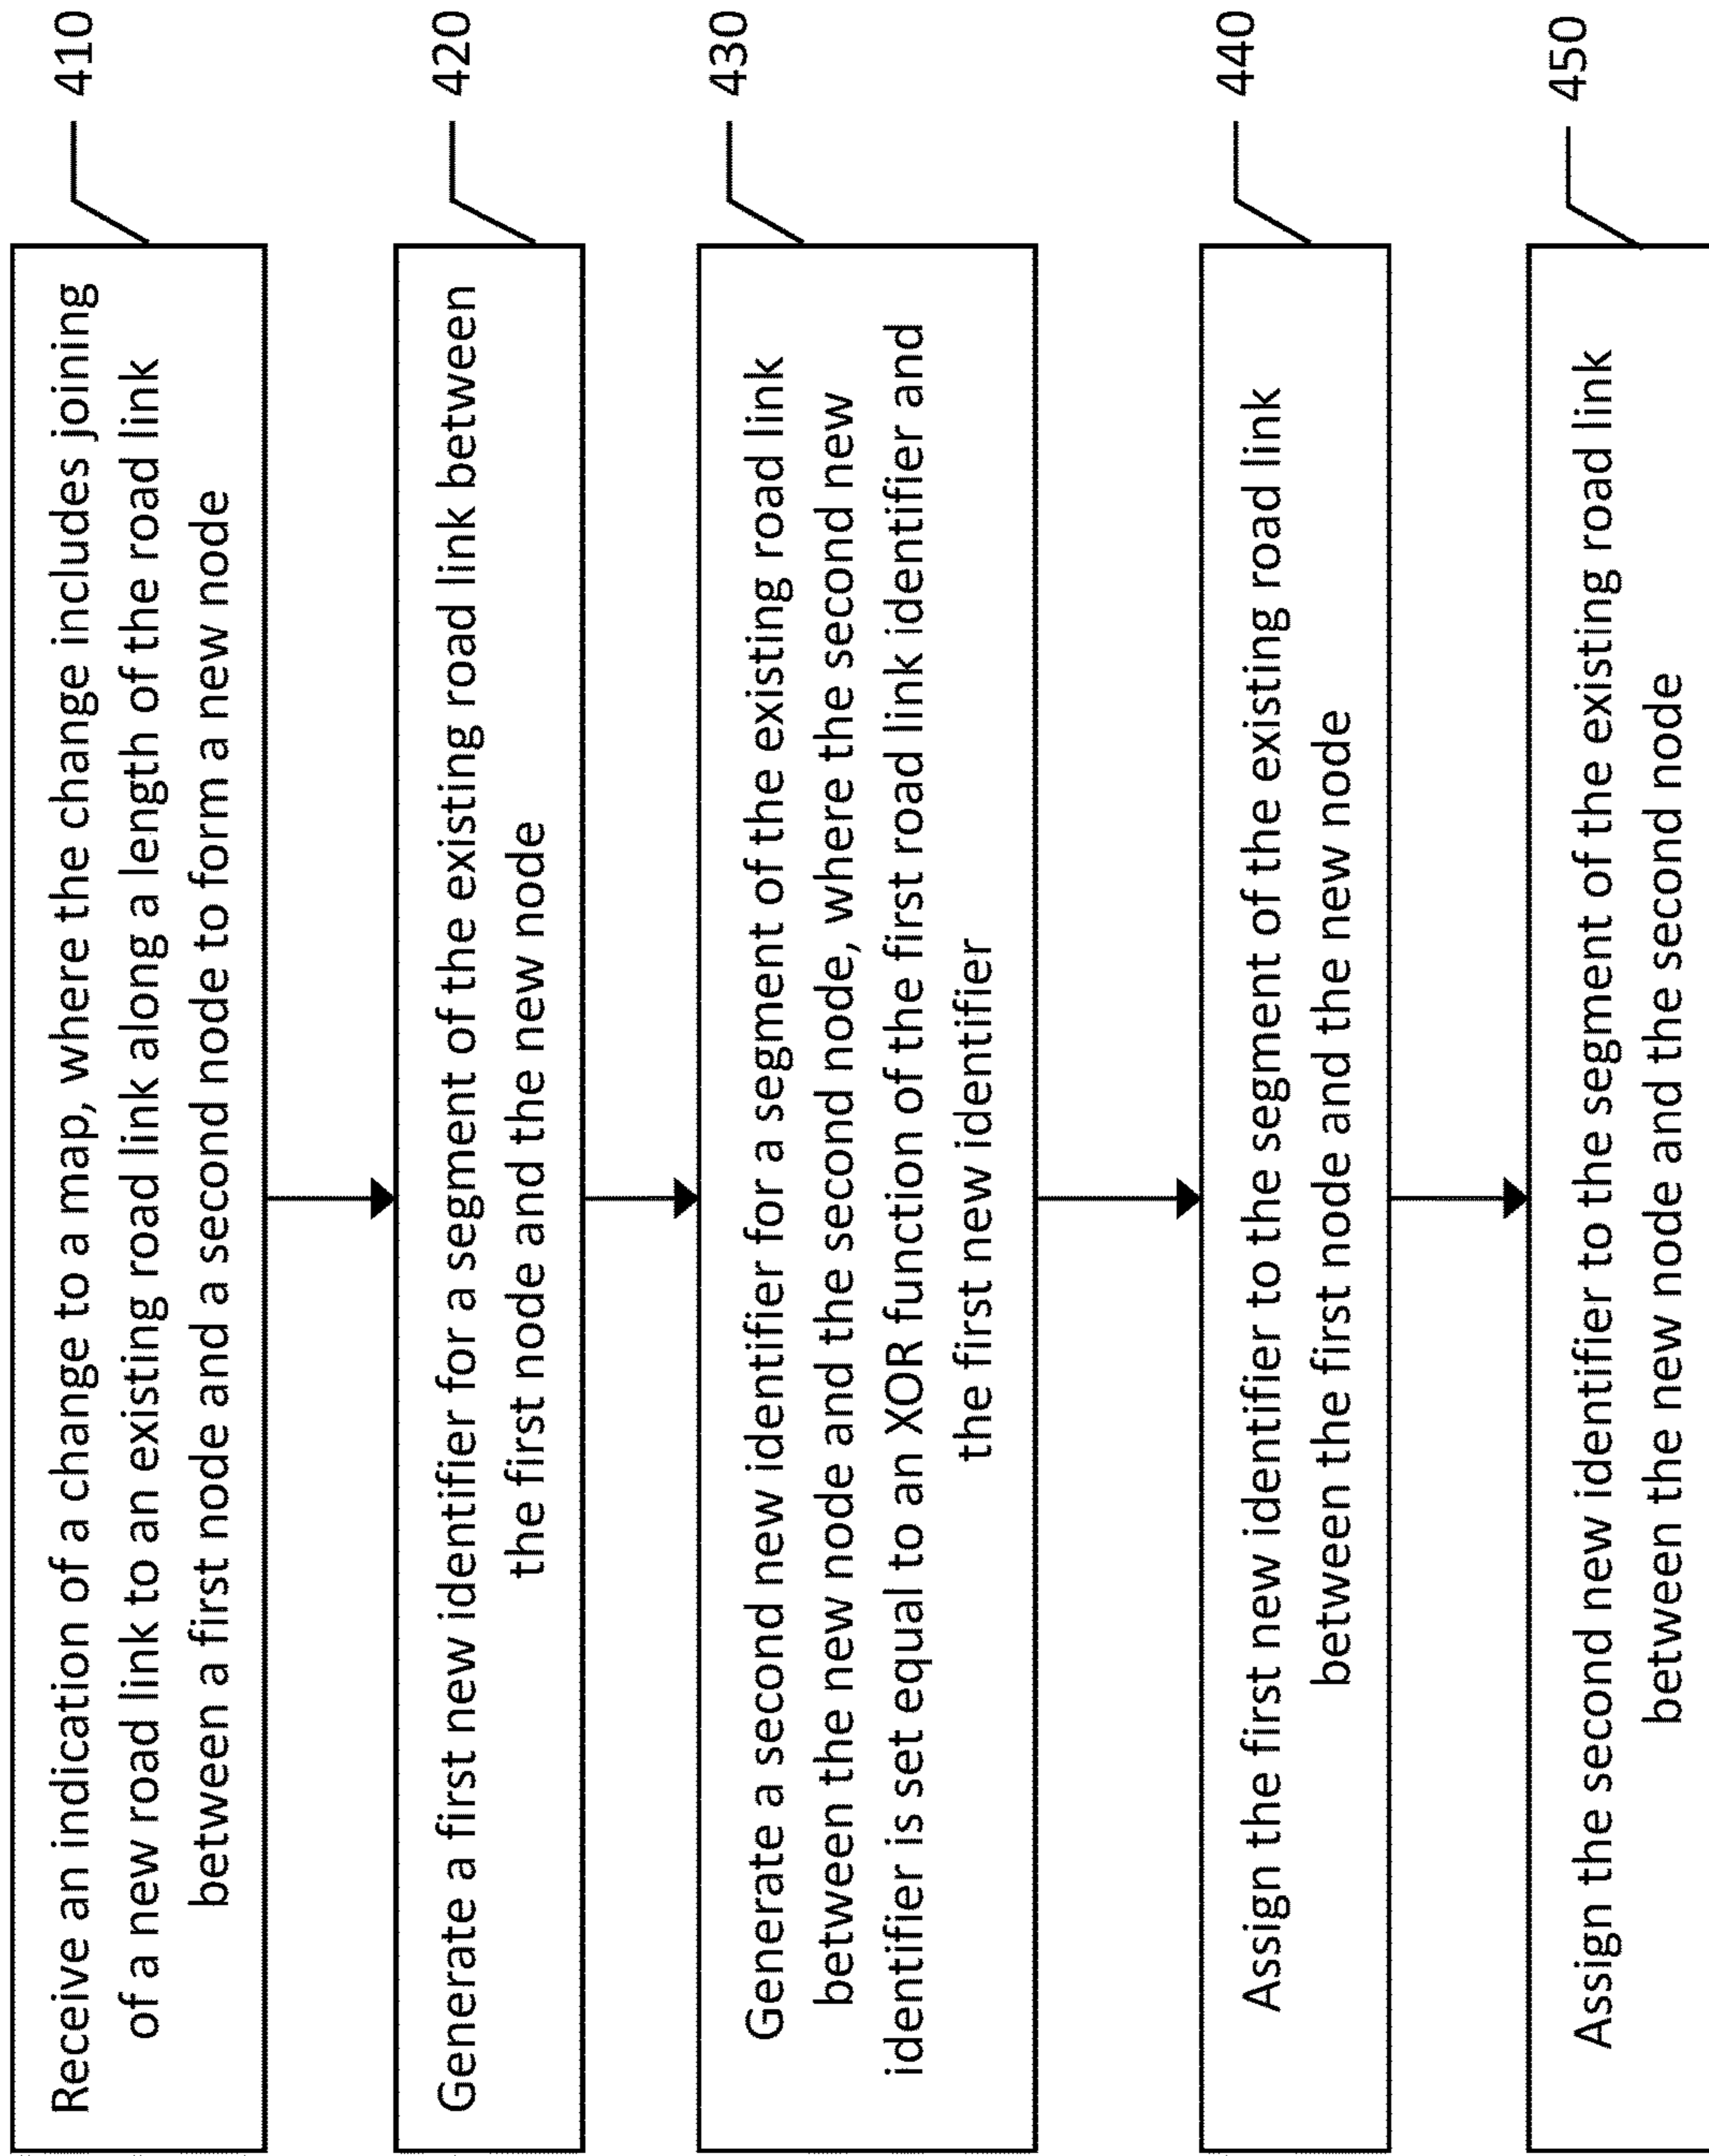 Receive an indication of a change to a map, where the change includes joining
of a new road link to an existing road link along a length of the road link
between a first node and a second node to form a new node
410
Generate a first new identifier for a segment of the existing road link between
the first node and the new node
420
Generate a second new identifier for a segment of the existing road link
between the new node and the second node, where the second new
identifier is set equal to an XOR function of the first road link identifier and
the first new identifier
430
Assign the first new identifier to the segment of the existing road link
between the first node and the new node
440
Assign the second new identifier to the segment of the existing road link
between the new node and the second node
450